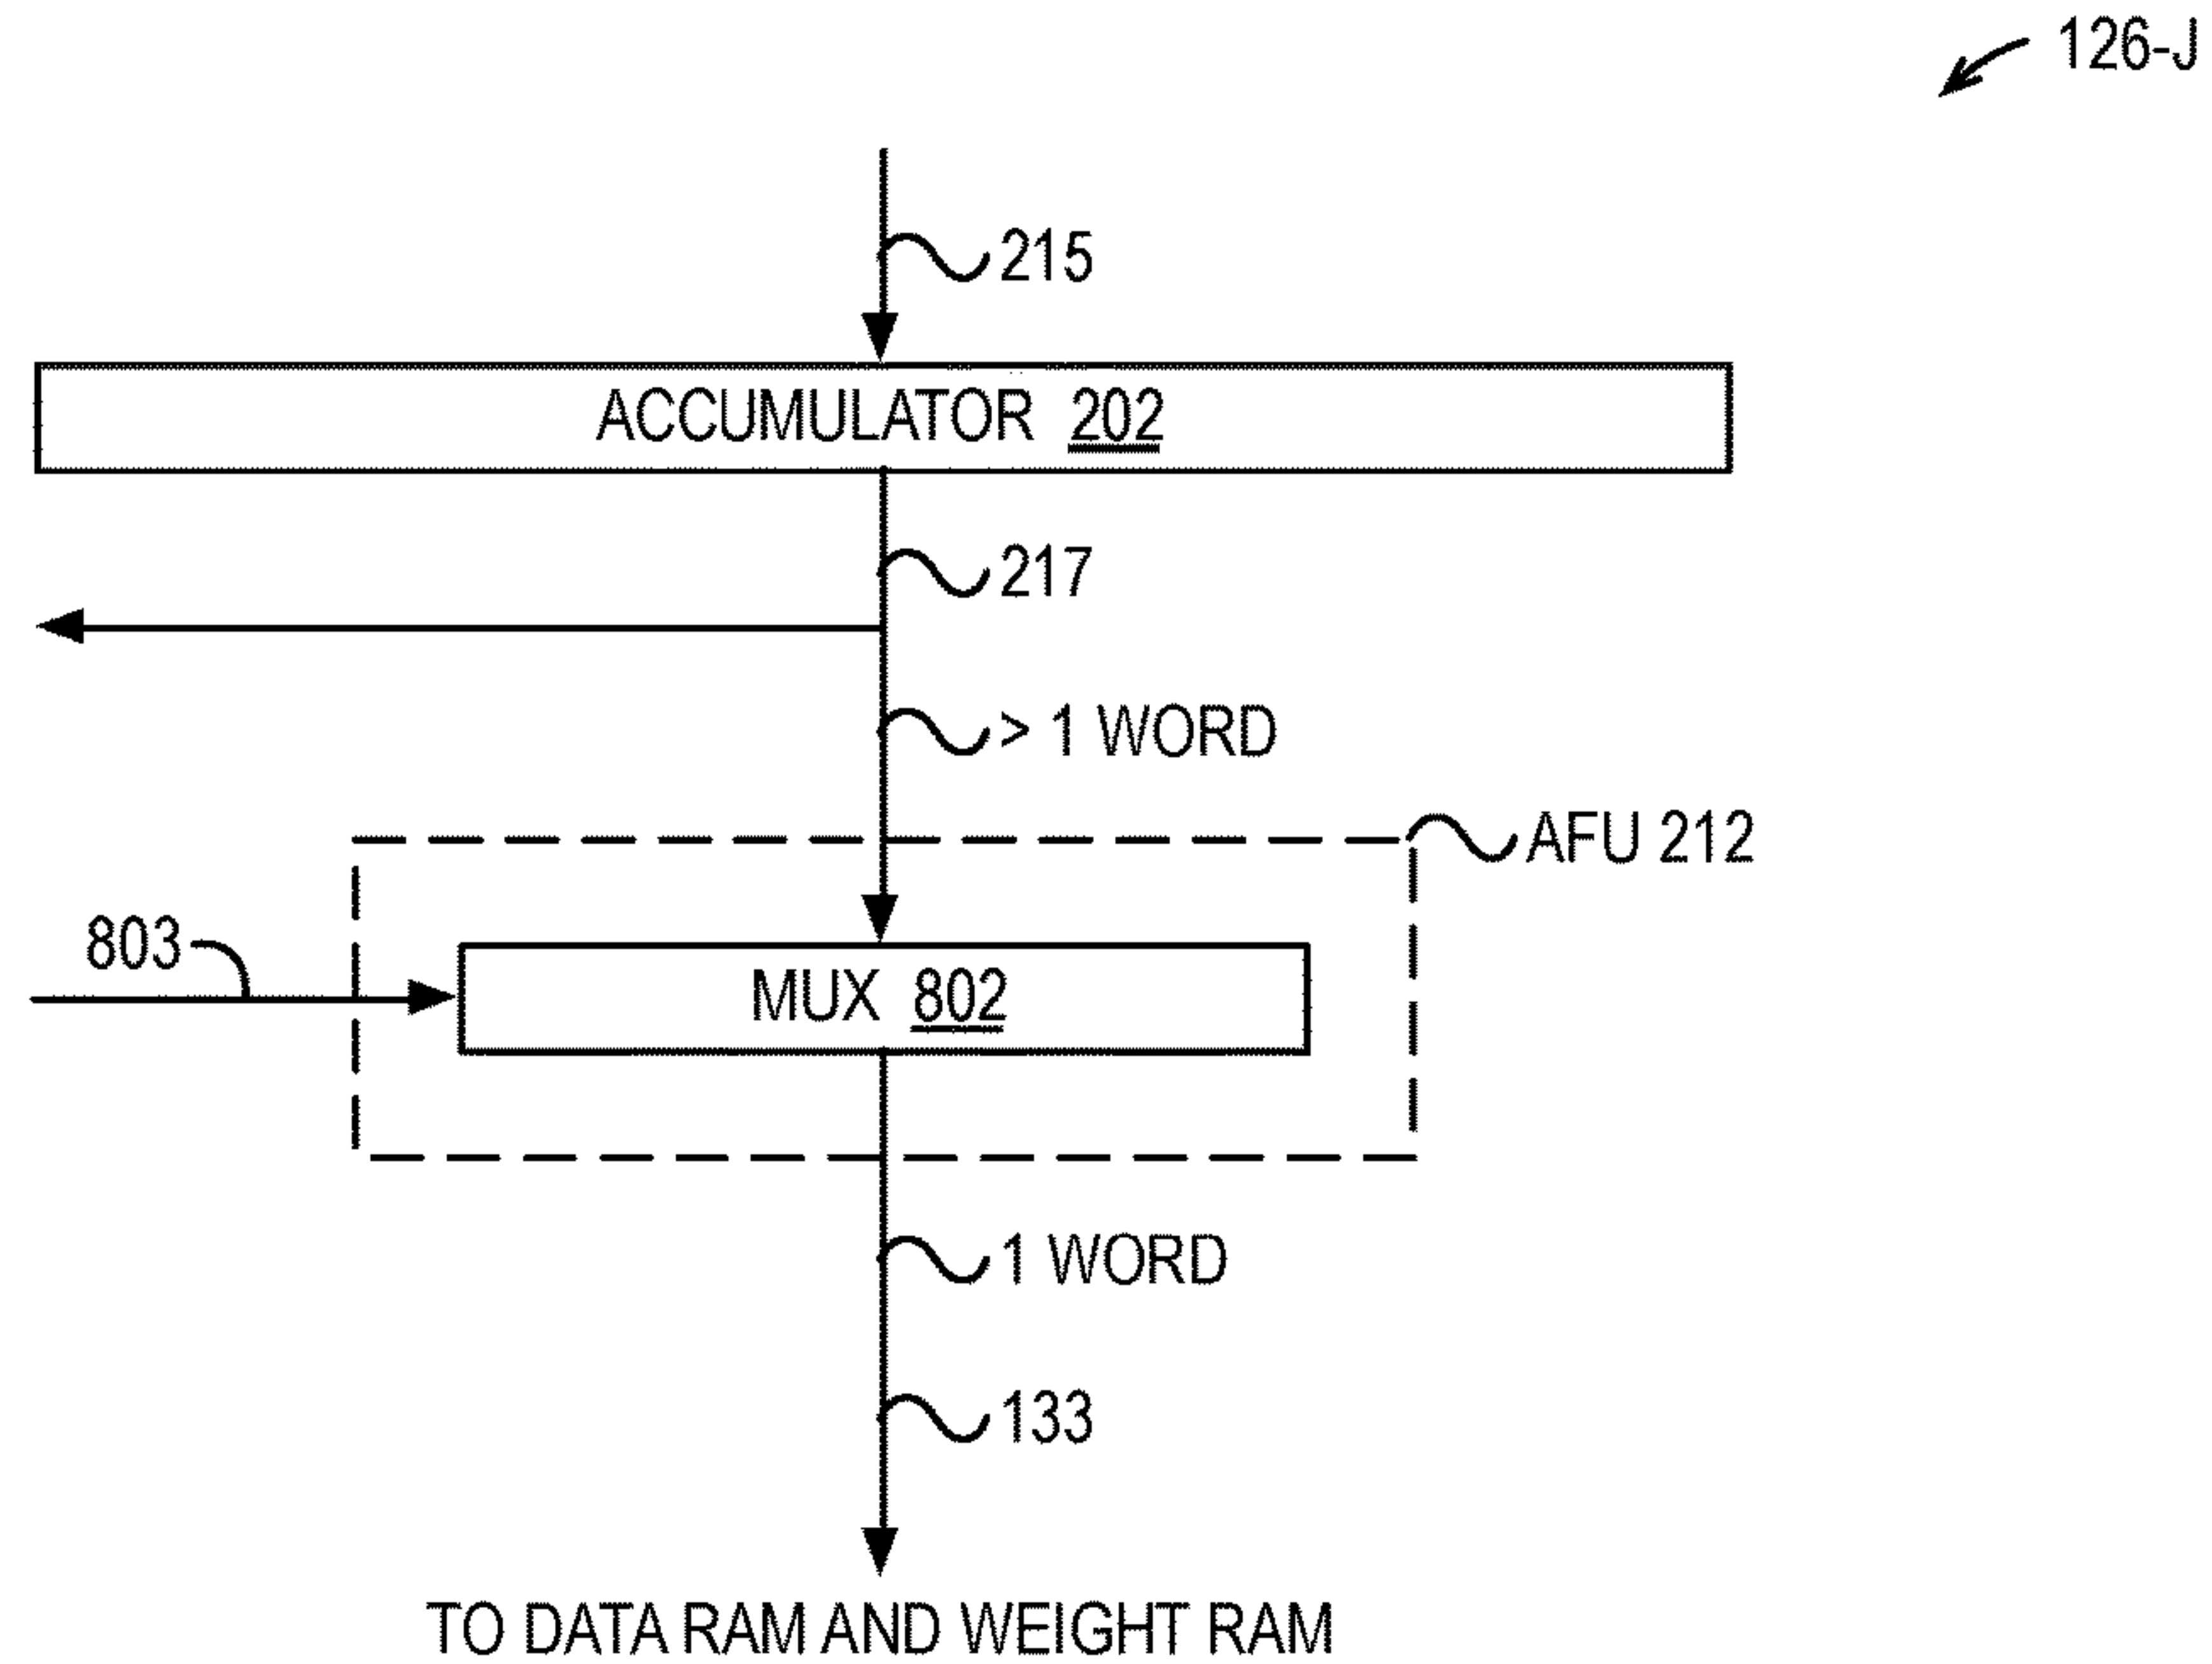 126-J
215
ACCUMULATOR 202
217
> 1 WORD
AFU 212
803
MUX 802
1 WORD
133
TO DATA RAM AND WEIGHT RAM